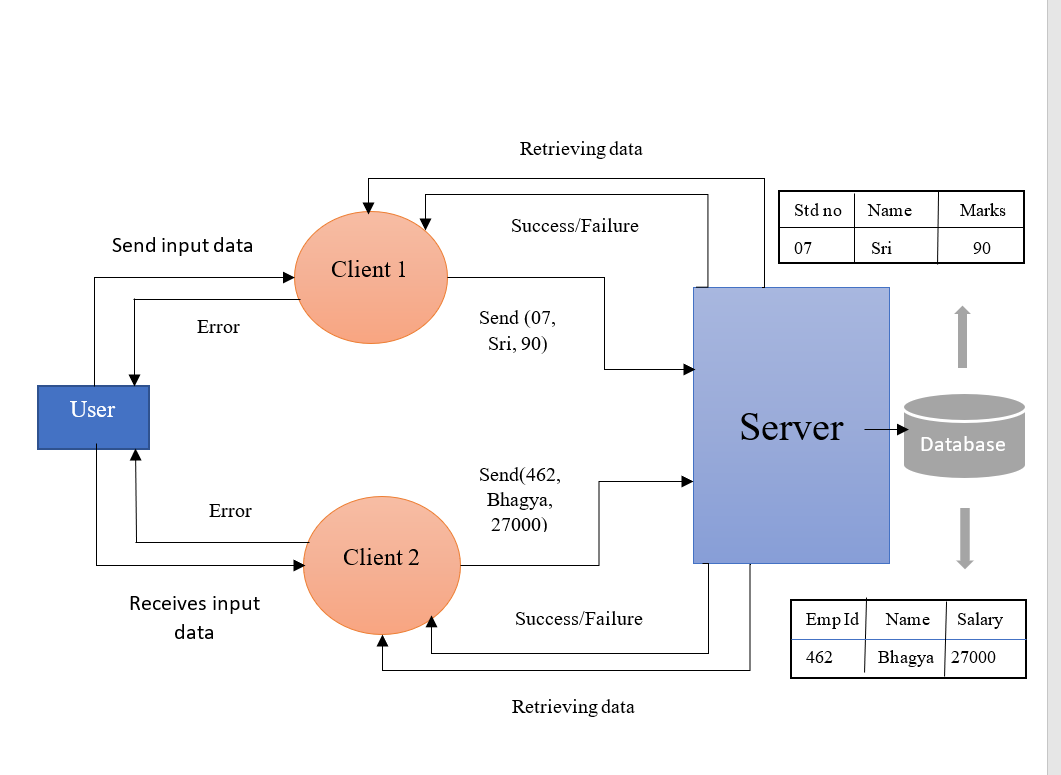 Retrieving data
Std no Name Marks
07 Sri 90
Success/Failure
Send input data
Client 1
Send (07,
Sri, 90)
Error
User
Server
Database
Send(462,
Bhagya,
27000)
Error
Client 2
Receives input
data
Success/Failure
Emp Id Name Salary
462 Bhagya 27000
Retrieving data